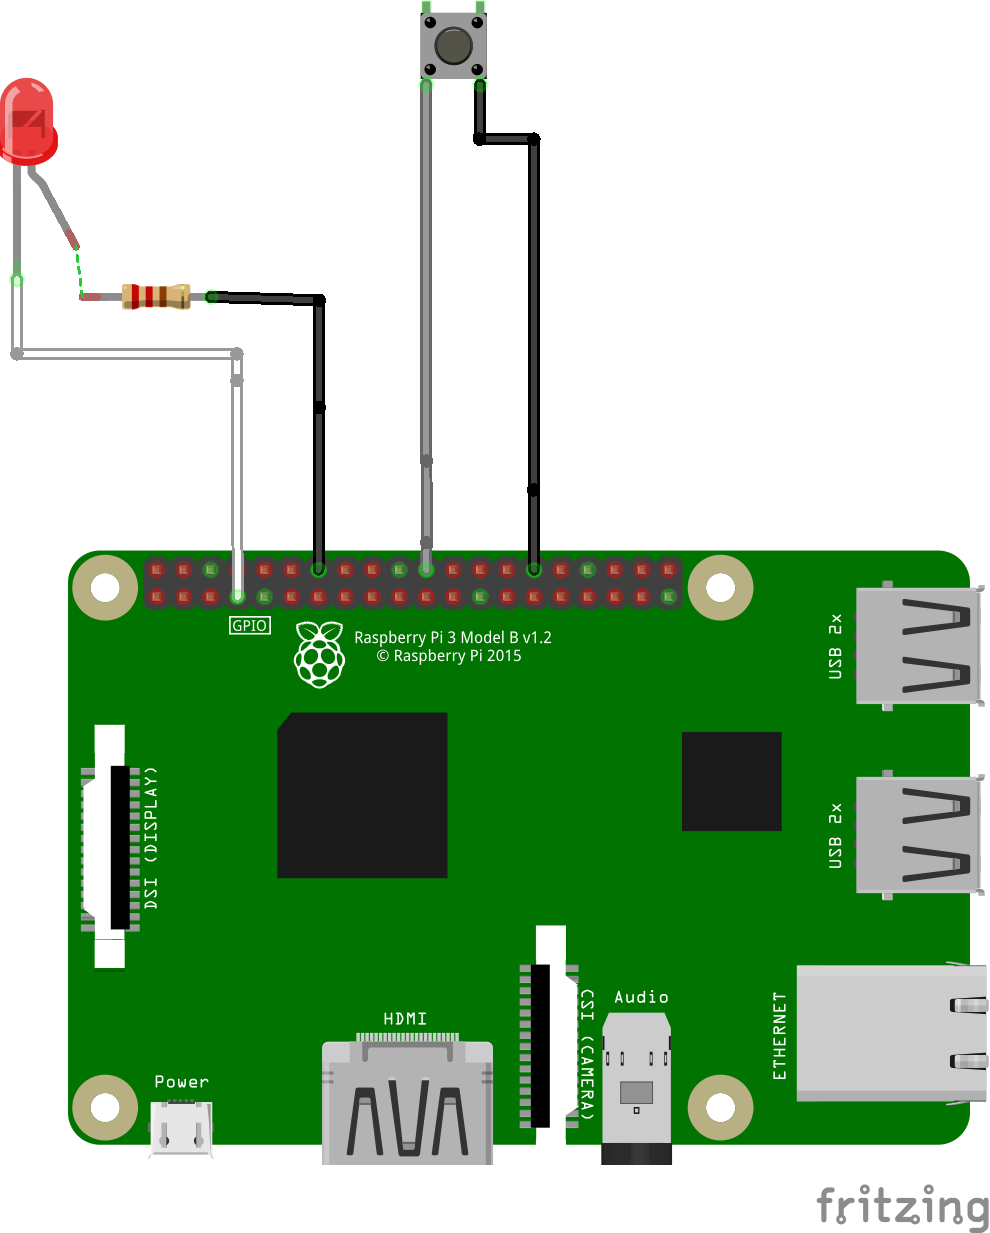 GPIO
Raspberry Pi 3 Model B v1.2
© Raspberry Pi 2015
USB 2x
DSI (DISPLAY)
USB 2x
HDMI
CSI (CAMERA)
Audio
ETHERNET
Power
fritzing